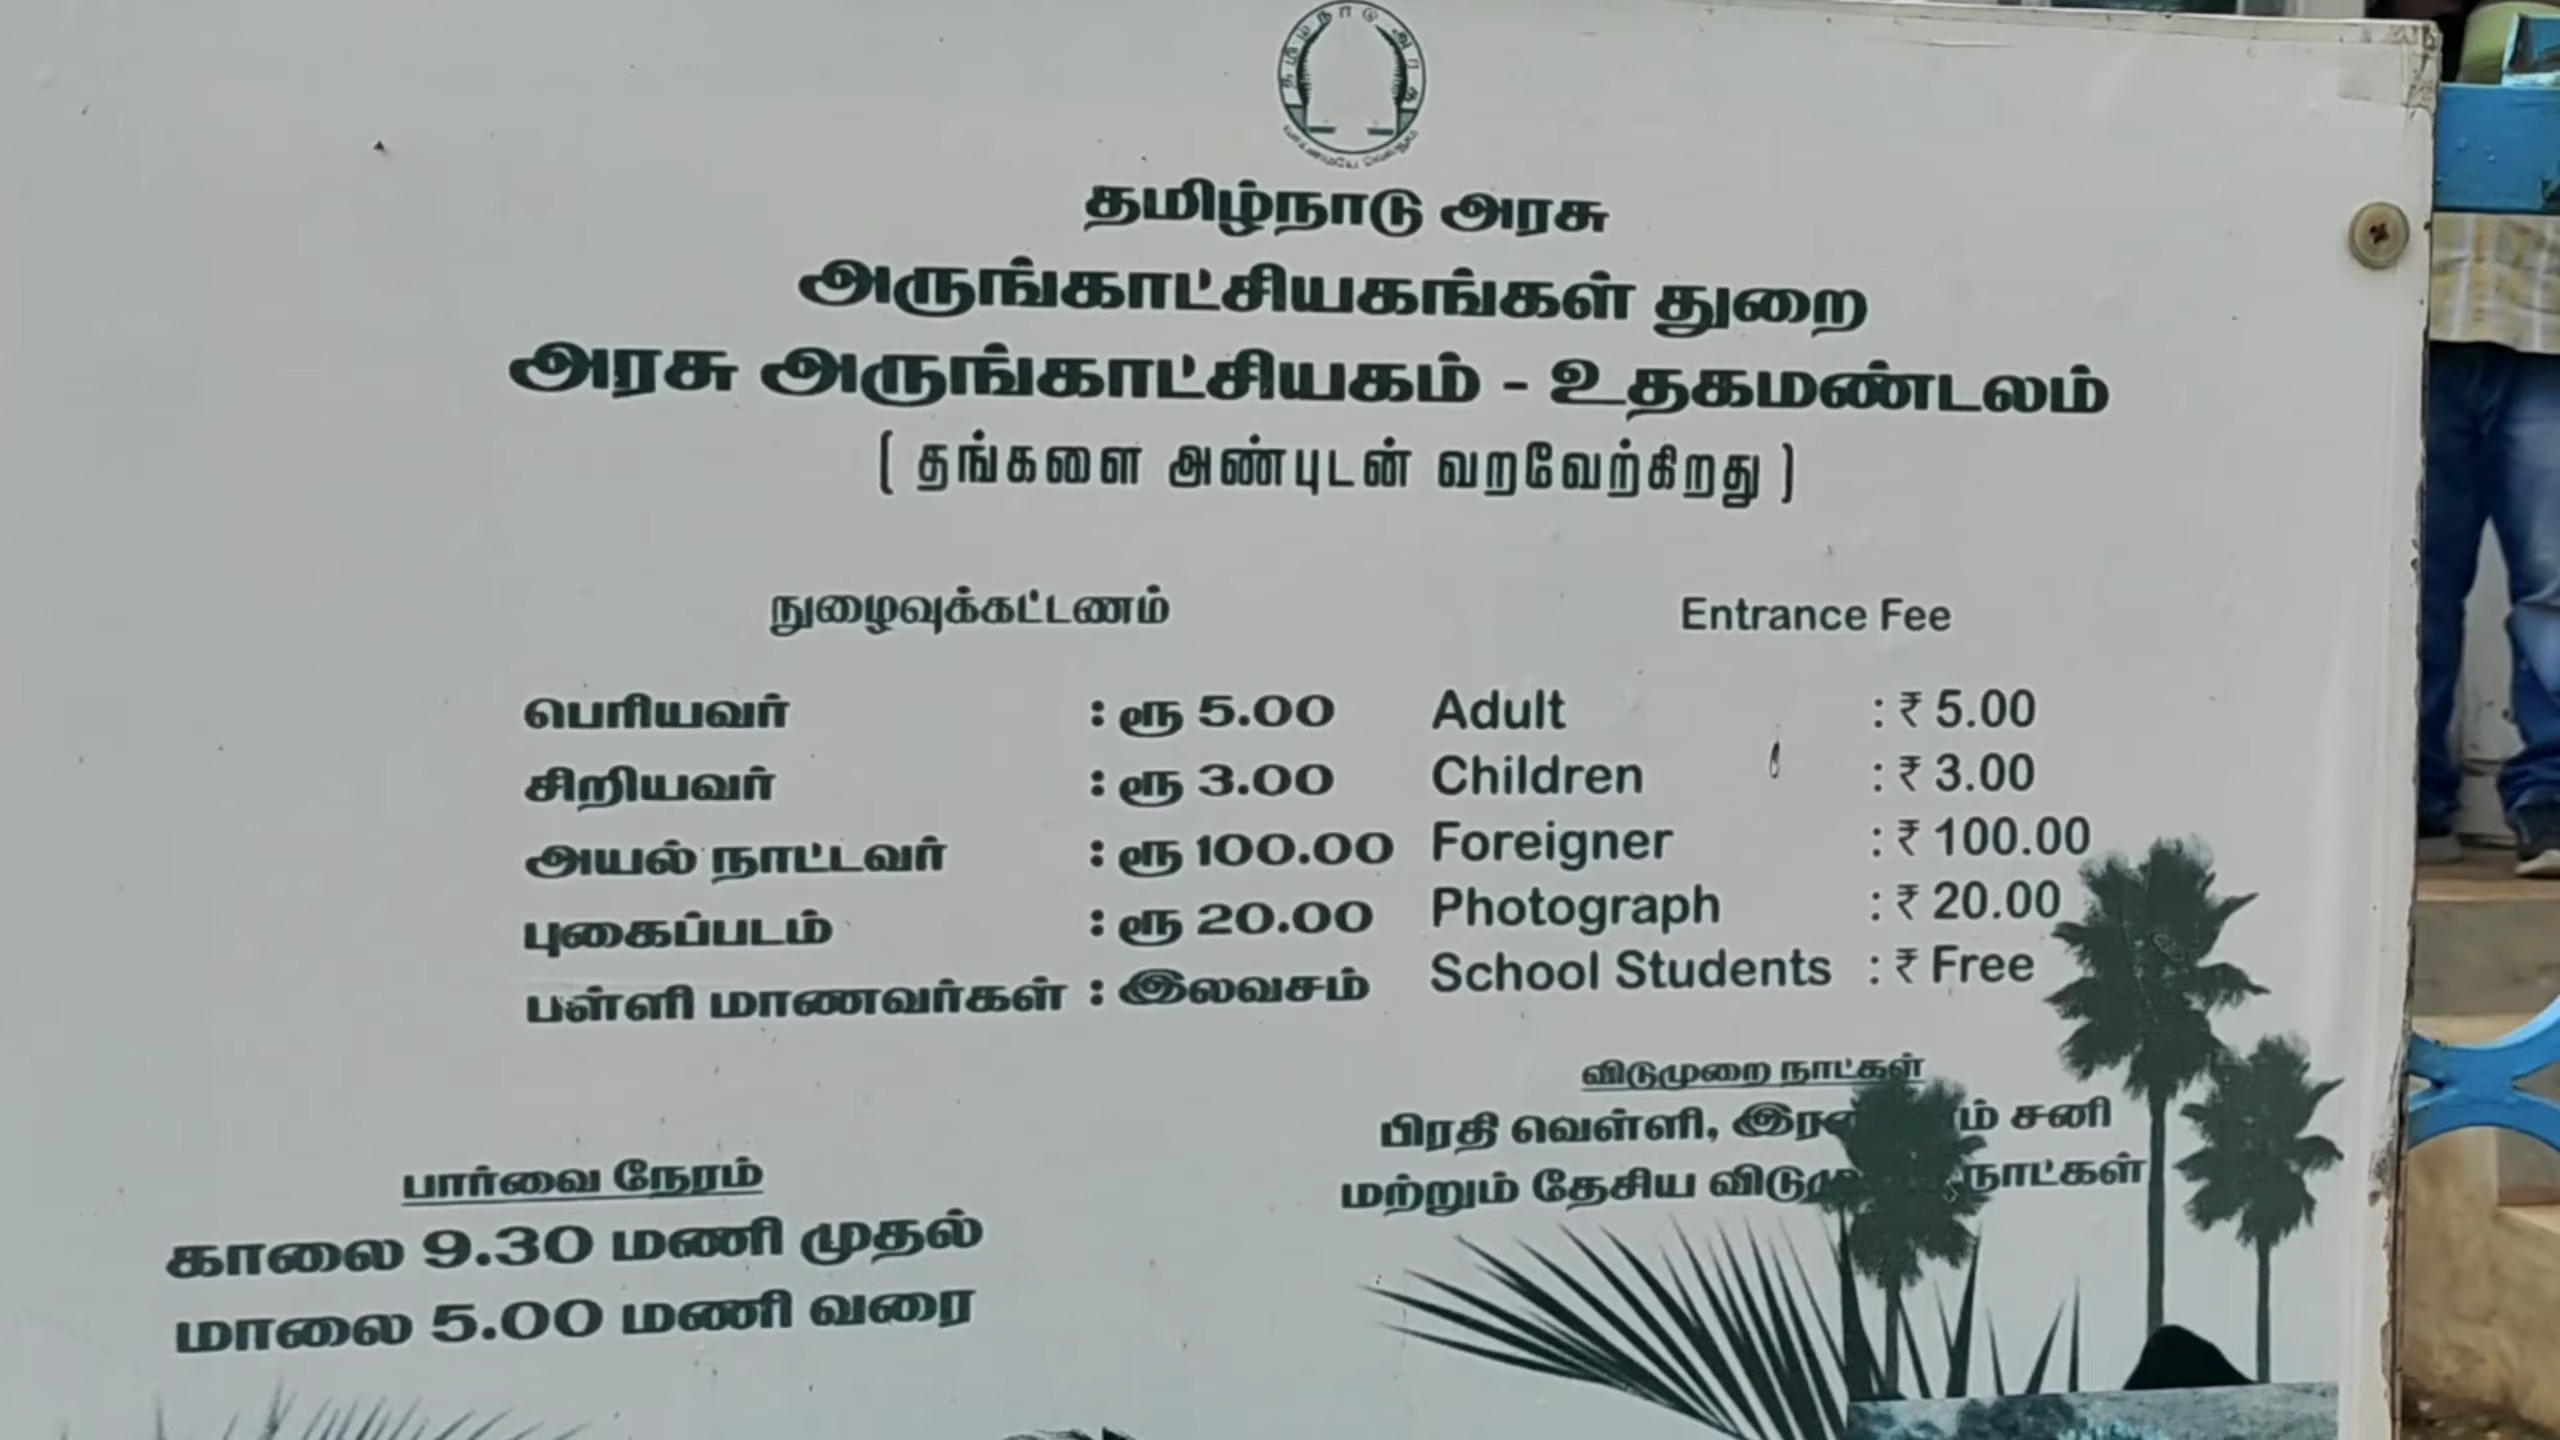 தமிழ்நாடு அரசு
தமிழ்நாடு அரசு
அருங்காட்சியகங்கள் துறை
அரசு அருங்காட்சியகம் - உதகமண்டலம்
( தங்களை அன்புடன் வரவேற்கிறது )
நுழைவுக்கட்டணம்
பெரியவர் : ரூ 5.00
சிறியவர் : ரூ 3.00
அயல் நாட்டவர் : ரூ 100.00
புகைப்படம் : ரூ 20.00
பள்ளி மாணவர்கள் : இலவசம்
Entrance Fee
Adult : ₹ 5.00
Children : ₹ 3.00
Foreigner : ₹ 100.00
Photograph : ₹ 20.00
School Students : ₹ Free
பார்வை நேரம்
காலை 9.30 மணி முதல்
மாலை 5.00 மணி வரை
விடுமுறை நாட்கள்
பிரதி வெள்ளி, சனி
மற்றும் தேசிய நாட்கள்